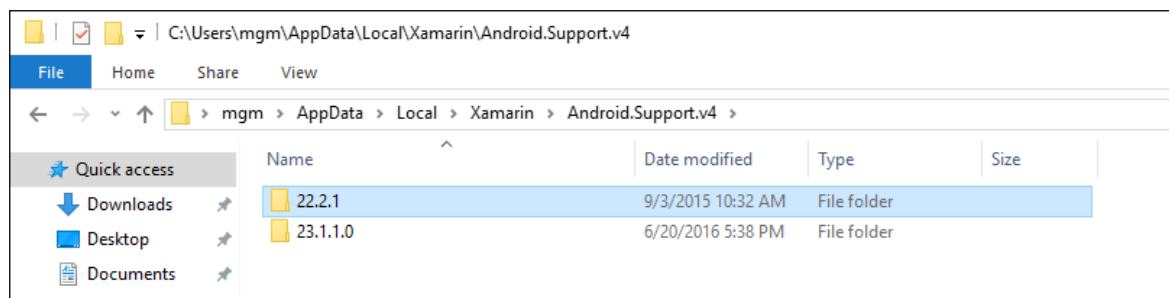 C:\Users\mgm\AppData\Local\Xamarin\Android.Support.v4
File Home Share View
mgm > AppData > Local > Xamarin > Android.Support.v4 >
Quick access
Downloads
Desktop
Documents
Name Date modified Type Size
22.2.1 9/3/2015 10:32 AM File folder
23.1.1.0 6/20/2016 5:38 PM File folder